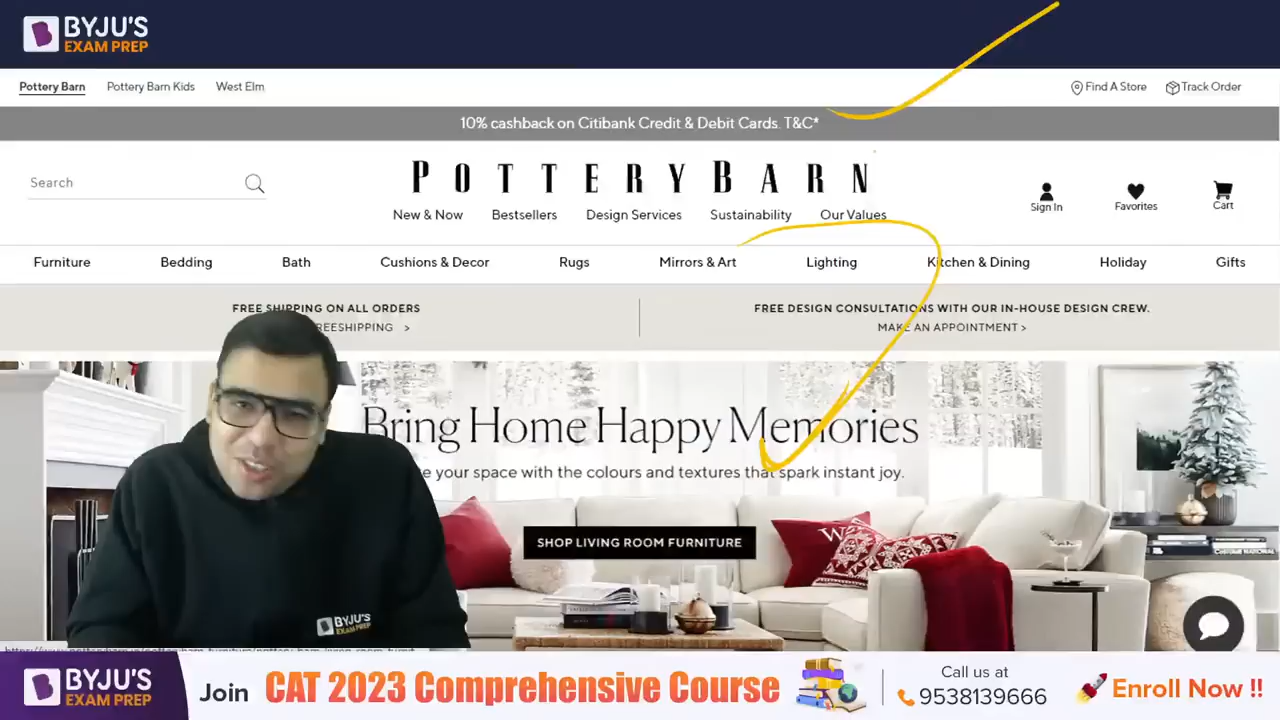 BYJU'S
EXAM PREP
Pottery Barn Pottery Barn Kids West Elm Find A Store Track Order
10% cashback on Citibank Credit & Debit Cards. T&C*
Search
POTTERYBARN
Sign In Favorites Cart
New & Now Bestsellers Design Services Sustainability Our Values
Furniture Bedding Bath Cushions & Decor Rugs Mirrors & Art Lighting Kitchen & Dining Holiday Gifts
FREE SHIPPING ON ALL ORDERS FREE DESIGN CONSULTATIONS WITH OUR IN-HOUSE DESIGN CREW.
REESHIPPING > MAKE AN APPOINTMENT >
Bring Home Happy Memories
your space with the colours and textures that spark instant joy.
SHOP LIVING ROOM FURNITURE
BYJU'S
EXAM PREP
BYJU'S
EXAM PREP
Join CAT 2023 Comprehensive Course
Call us at
9538139666
Enroll Now !!